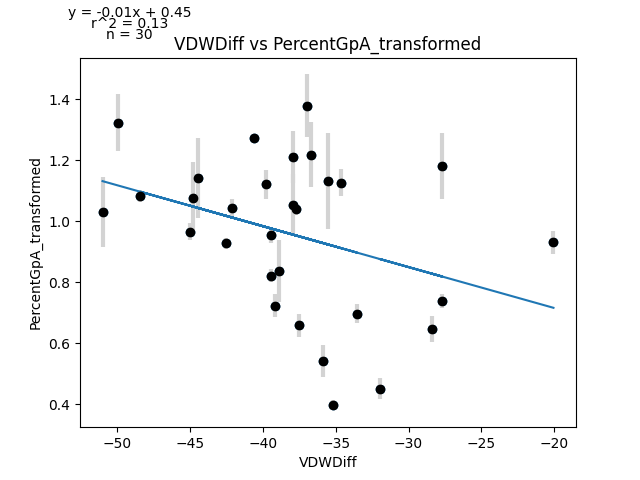 y = -0.01x + 0.45
r^2 = 0.13
n = 30
VDWDiff vs PercentGpA_transformed
1.4
1.2
1.0
0.8
0.6
0.4
PercentGpA_transformed
−50
−45
−40
−35
−30
−25
−20
VDWDiff